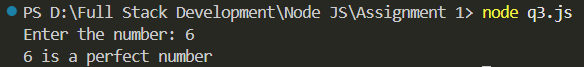 PS D:\Full Stack Development\Node JS\Assignment 1> node q3.js
Enter the number: 6
6 is a perfect number